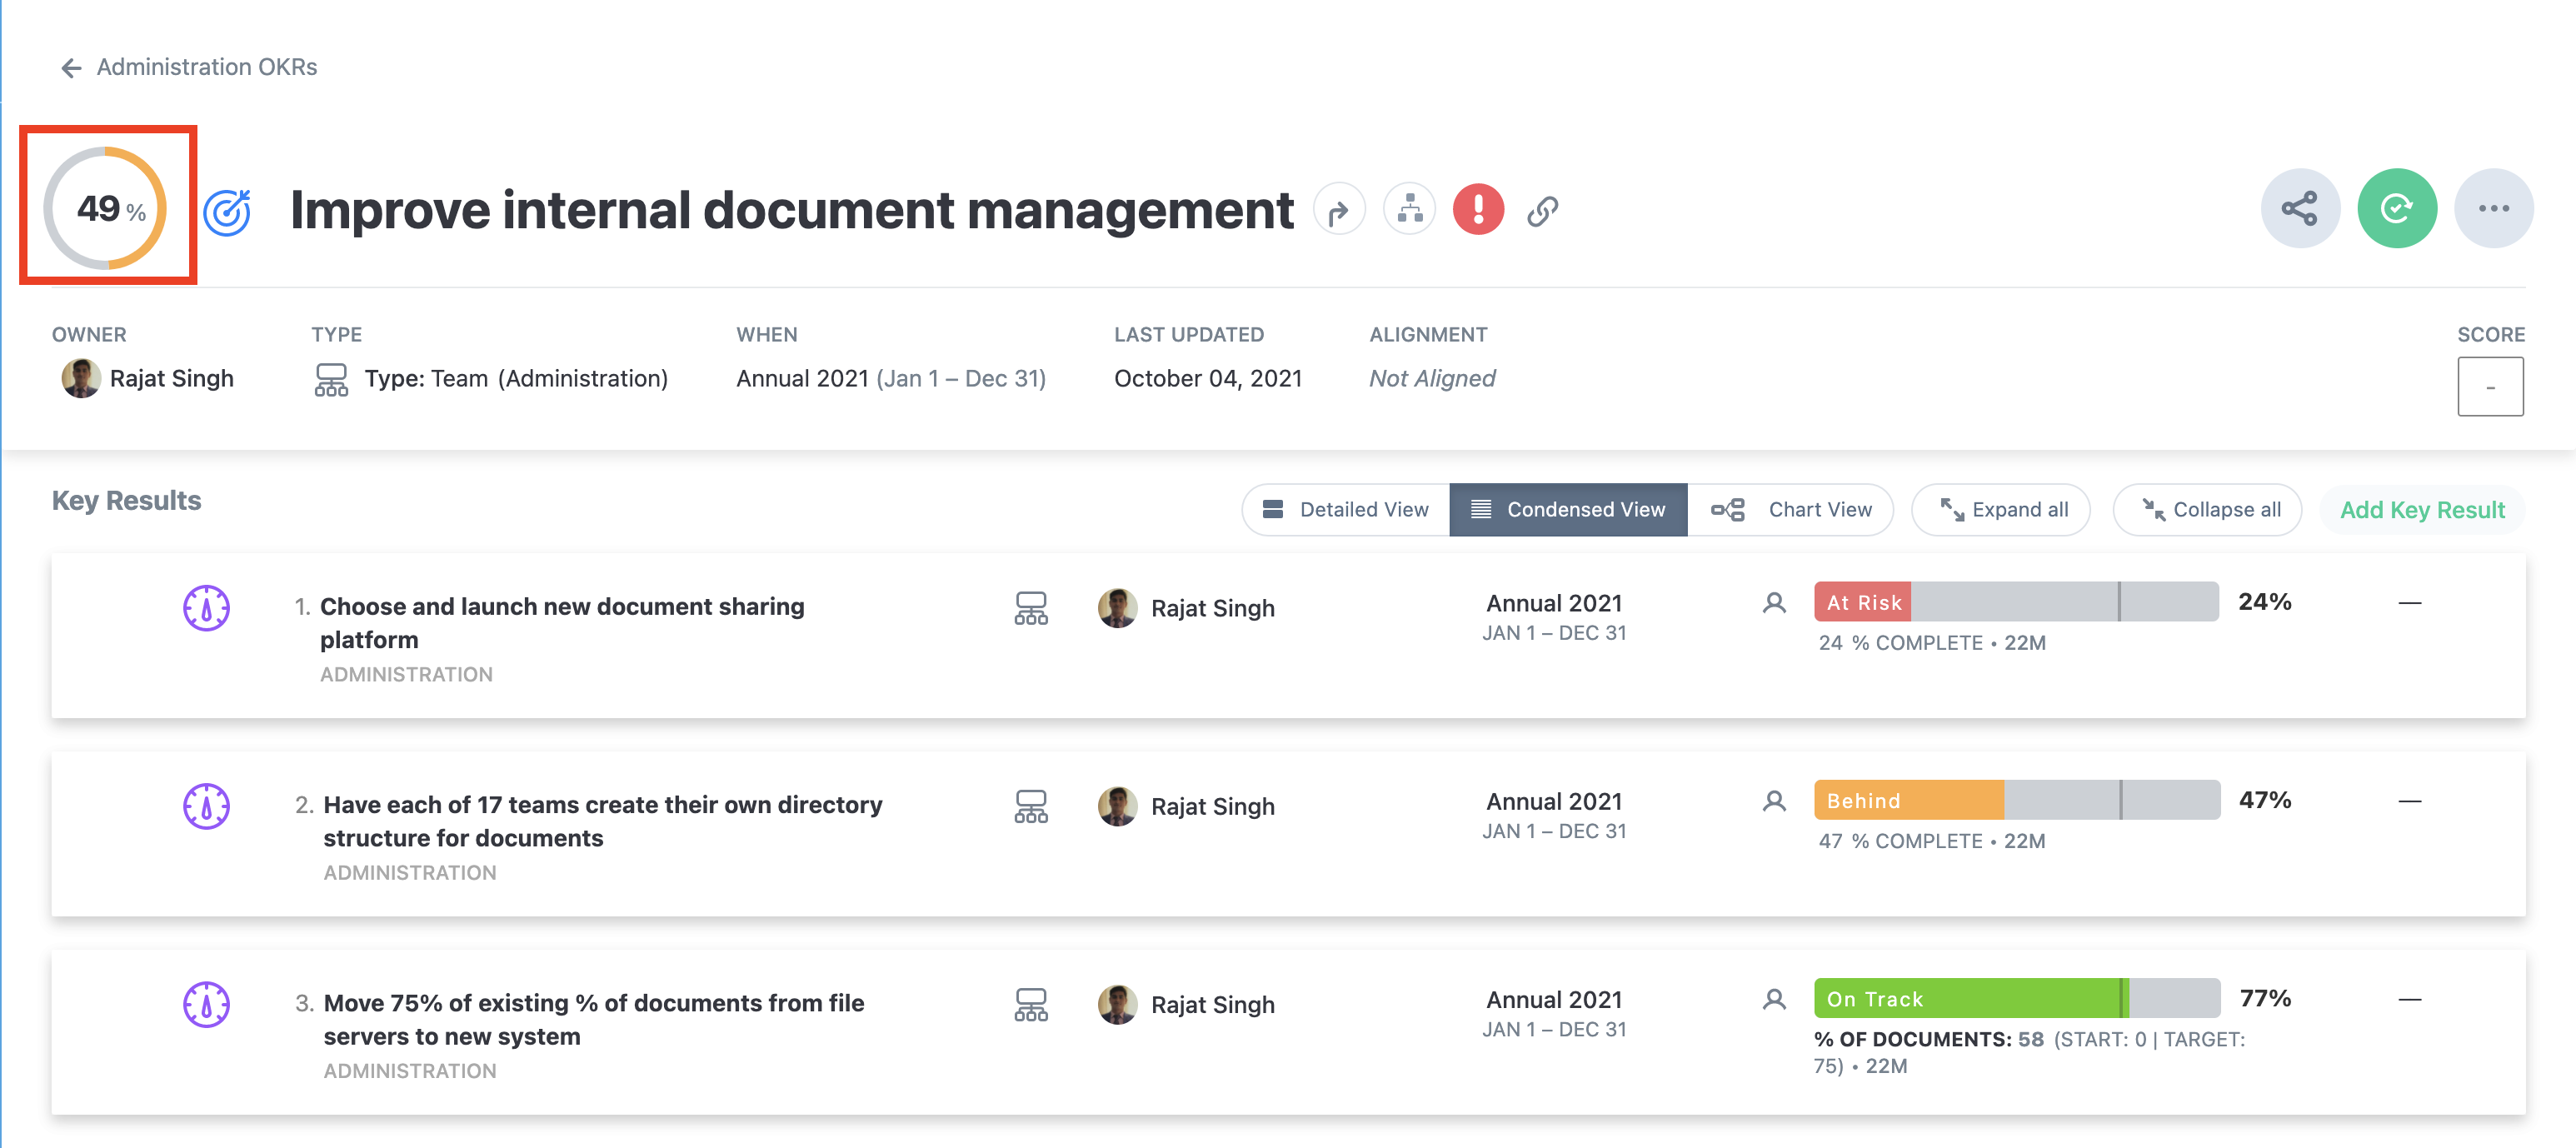 Administration OKRs
49 %
Improve internal document management
OWNER
TYPE
WHEN
LAST UPDATED
ALIGNMENT
SCORE
Rajat Singh
Type: Team (Administration)
Annual 2021 (Jan 1 – Dec 31)
October 04, 2021
Not Aligned
-
Key Results
Detailed View
Condensed View
Chart View
Expand all
Collapse all
Add Key Result
1. Choose and launch new document sharing
platform
ADMINISTRATION
Rajat Singh
Annual 2021
JAN 1 – DEC 31
At Risk
24%
—
24 % COMPLETE • 22M
2. Have each of 17 teams create their own directory
structure for documents
ADMINISTRATION
Rajat Singh
Annual 2021
JAN 1 – DEC 31
Behind
47%
—
47 % COMPLETE • 22M
3. Move 75% of existing % of documents from file
servers to new system
ADMINISTRATION
Rajat Singh
Annual 2021
JAN 1 – DEC 31
On Track
77%
—
% OF DOCUMENTS: 58 (START: 0 | TARGET:
75) • 22M